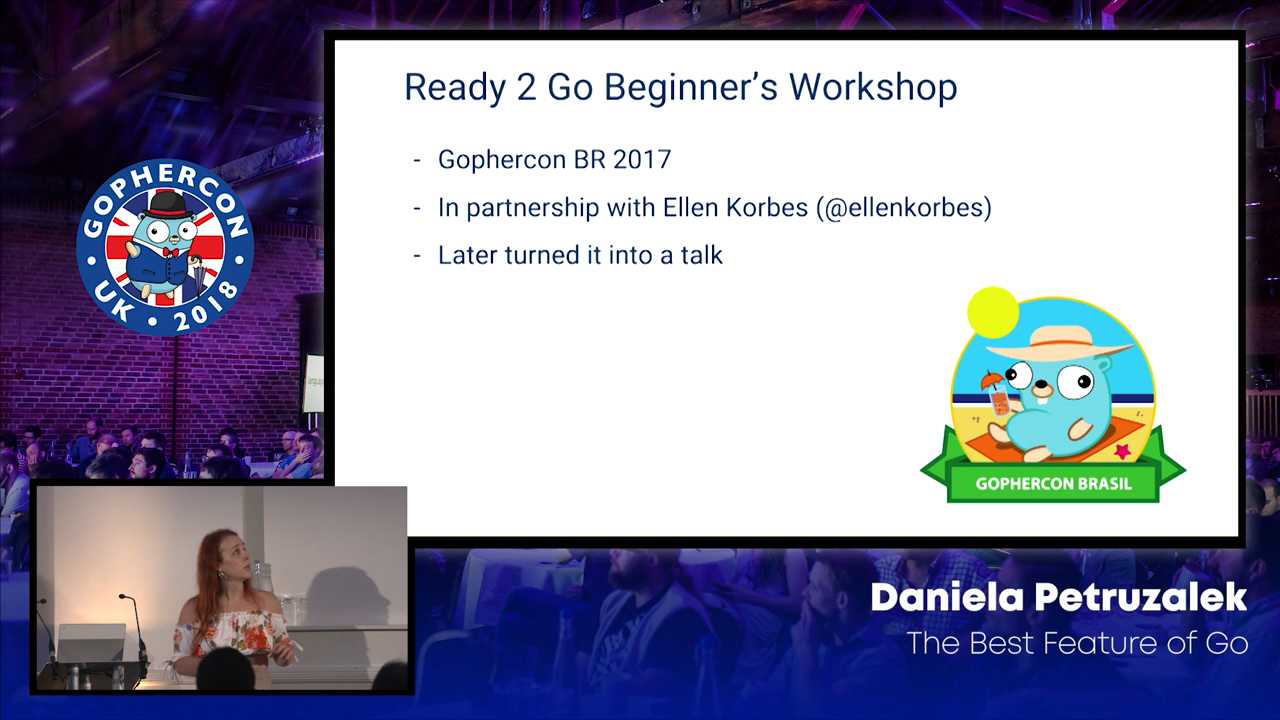 Ready 2 Go Beginner's Workshop
- Gophercon BR 2017
- In partnership with Ellen Korbes (@ellenkorbes)
- Later turned it into a talk
GOPHERCON BRASIL
GOPHERCON
UK • 2018
Daniela Petruzalek
The Best Feature of Go